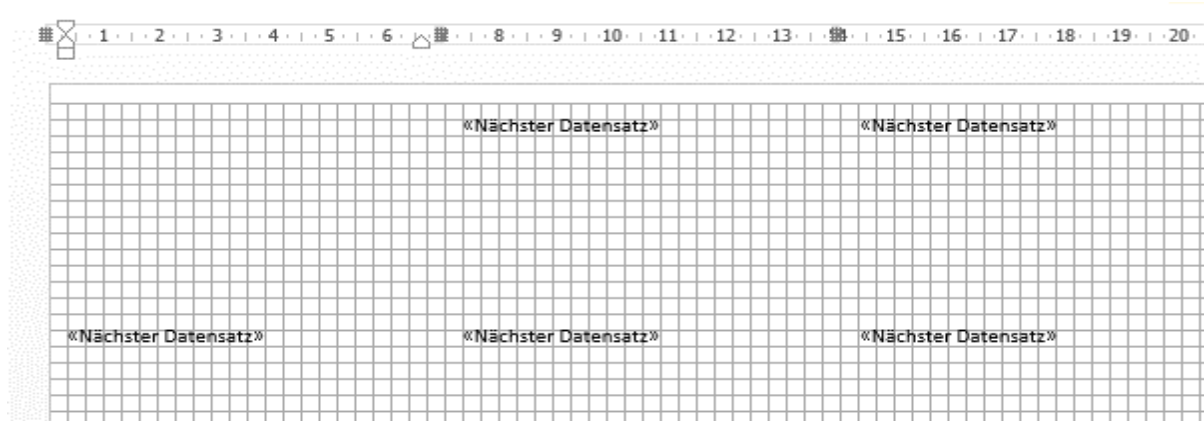 1 2 3 4 5 6 8 9 10 11 12 13 15 16 17 18 19 20
«Nächster Datensatz» «Nächster Datensatz»
«Nächster Datensatz» «Nächster Datensatz» «Nächster Datensatz»